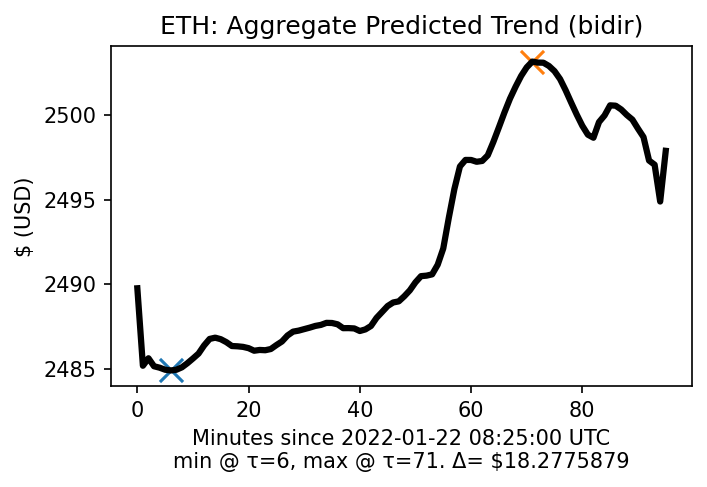 ETH: Aggregate Predicted Trend (bidir)
$ (USD)
2500
2495
2490
2485
0 20 40 60 80
Minutes since 2022-01-22 08:25:00 UTC
min @ τ=6, max @ τ=71. Δ= $18.2775879